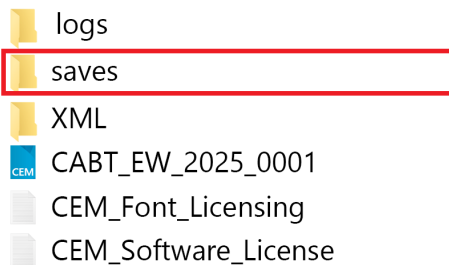 logs
saves
XML
CEM CABT_EW_2025_0001
CEM_Font_Licensing
CEM_Software_License